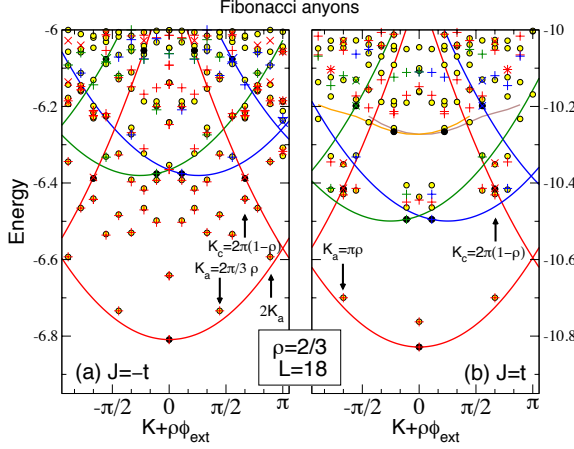 Fibonacci anyons
-6
-6.2
-6.4
-6.6
-6.8
Energy
K_c=2π(1-ρ)
K_a=2π/3 ρ
2K_a
(a) J=-t
-π/2
0
π/2
π
K+ρϕ_ext
ρ=2/3
L=18
-10
-10.2
-10.4
-10.6
-10.8
K_a=πρ
K_c=2π(1-ρ)
(b) J=t
-π/2
0
π/2
π
K+ρϕ_ext